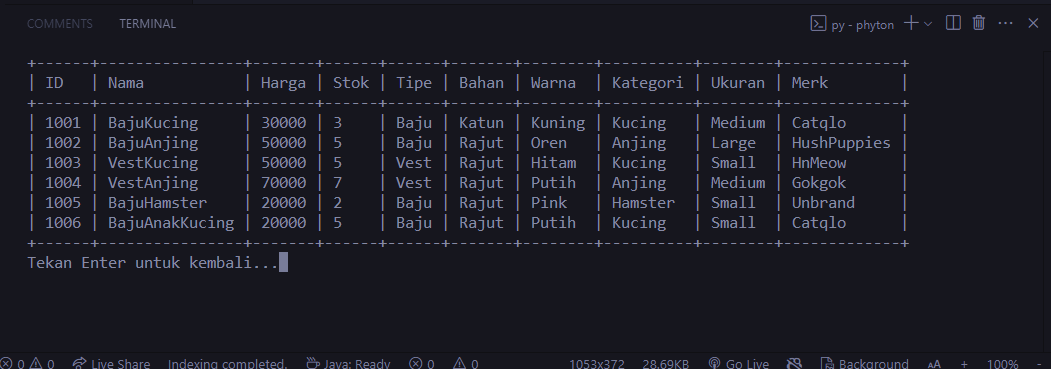 COMMENTS TERMINAL py - phyton
+------+----------------+-------+------+------+-------+--------+----------+--------+-------------+
| ID | Nama | Harga | Stok | Tipe | Bahan | Warna | Kategori | Ukuran | Merk |
+------+----------------+-------+------+------+-------+--------+----------+--------+-------------+
| 1001 | BajuKucing | 30000 | 3 | Baju | Katun | Kuning | Kucing | Medium | Catqlo |
| 1002 | BajuAnjing | 50000 | 5 | Baju | Rajut | Oren | Anjing | Large | HushPuppies |
| 1003 | VestKucing | 50000 | 5 | Vest | Rajut | Hitam | Kucing | Small | HnMeow |
| 1004 | VestAnjing | 70000 | 7 | Vest | Rajut | Putih | Anjing | Medium | Gokgok |
| 1005 | BajuHamster | 20000 | 2 | Baju | Rajut | Pink | Hamster | Small | Unbrand |
| 1006 | BajuAnakKucing | 20000 | 5 | Baju | Rajut | Putih | Kucing | Small | Catqlo |
+------+----------------+-------+------+------+-------+--------+----------+--------+-------------+
Tekan Enter untuk kembali...
0 0 Live Share Indexing completed. Java: Ready 0 0 1053x372 28.69KB Go Live Background AA + 100% -